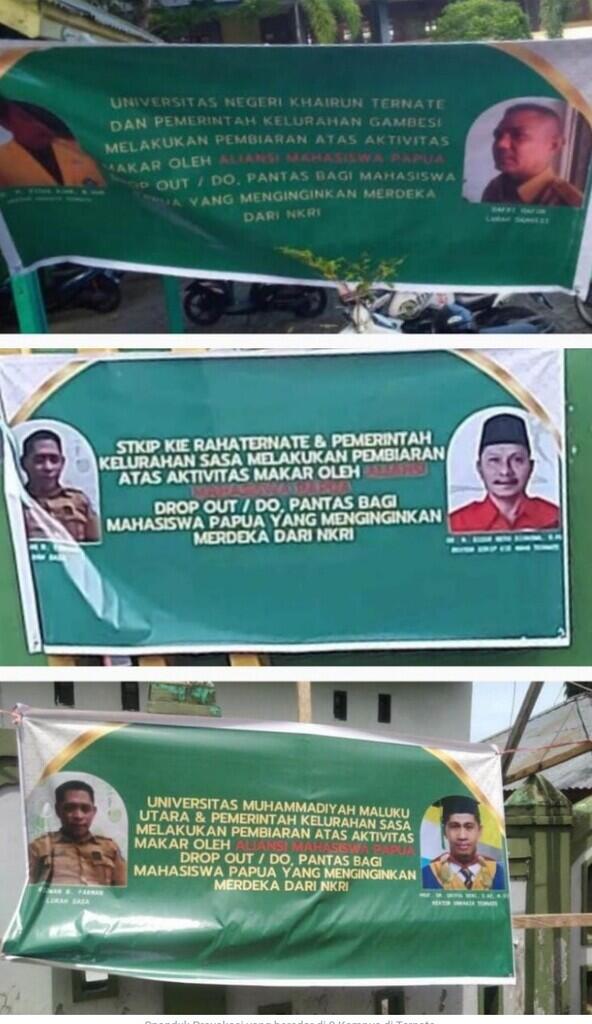 UNIVERSITAS NEGERI KHAIRUN TERNATE
DAN PEMERINTAH KELURAHAN GAMBESI
MELAKUKAN PEMBIARAN ATAS AKTIVITAS
MAKAR OLEH ALIANSI MAHASISWA PAPUA
OUT / DO, PANTAS BAGI MAHASISWA
YANG MENGINGINKAN MERDEKA
DARI NKRI
STKIP KIE RAHATERNATE & PEMERINTAH
KELURAHAN SASA MELAKUKAN PEMBIARAN
ATAS AKTIVITAS MAKAR OLEH ALIANSI
MAHASISWA PAPUA
DROP OUT / DO, PANTAS BAGI
MAHASISWA PAPUA YANG MENGINGINKAN
MERDEKA DARI NKRI
UNIVERSITAS MUHAMMADIYAH MALUKU
UTARA & PEMERINTAH KELURAHAN SASA
MELAKUKAN PEMBIARAN ATAS AKTIVITAS
MAKAR OLEH ALIANSI MAHASISWA PAPUA
DROP OUT / DO, PANTAS BAGI
MAHASISWA PAPUA YANG MENGINGINKAN
MERDEKA DARI NKRI
LURAH SASA